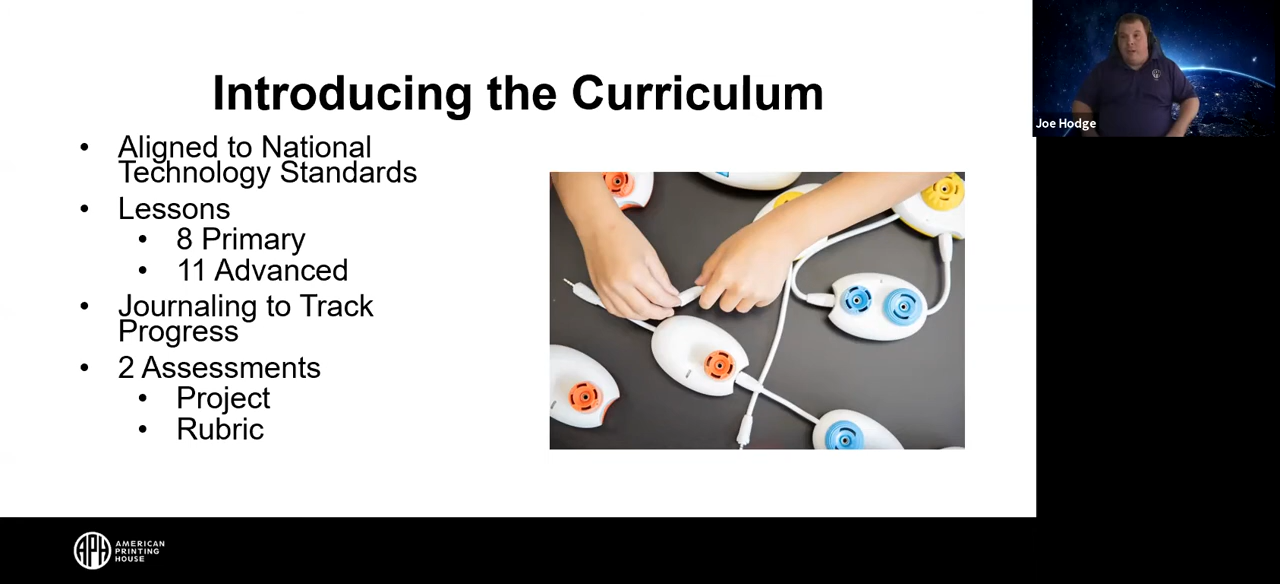 Introducing the Curriculum
• Aligned to National
Technology Standards
• Lessons
• 8 Primary
• 11 Advanced
• Journaling to Track
Progress
• 2 Assessments
• Project
• Rubric
Joe Hodge
APH
AMERICAN
PRINTING
HOUSE